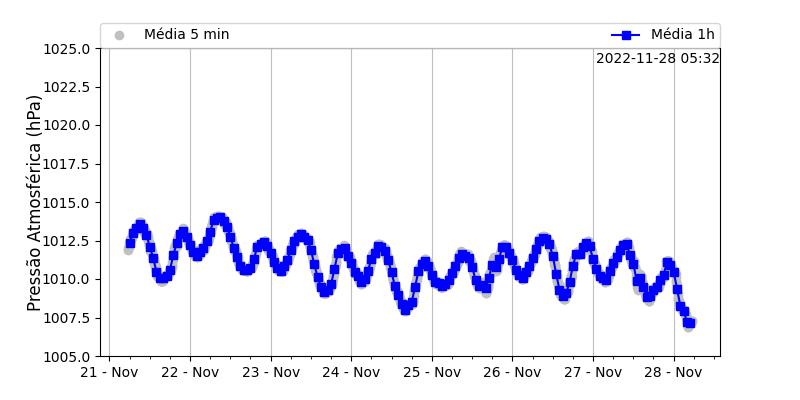 Média 5 min
Média 1h
2022-11-28 05:32
Pressão Atmosférica (hPa)
1025.0
1022.5
1020.0
1017.5
1015.0
1012.5
1010.0
1007.5
1005.0
21 - Nov
22 - Nov
23 - Nov
24 - Nov
25 - Nov
26 - Nov
27 - Nov
28 - Nov